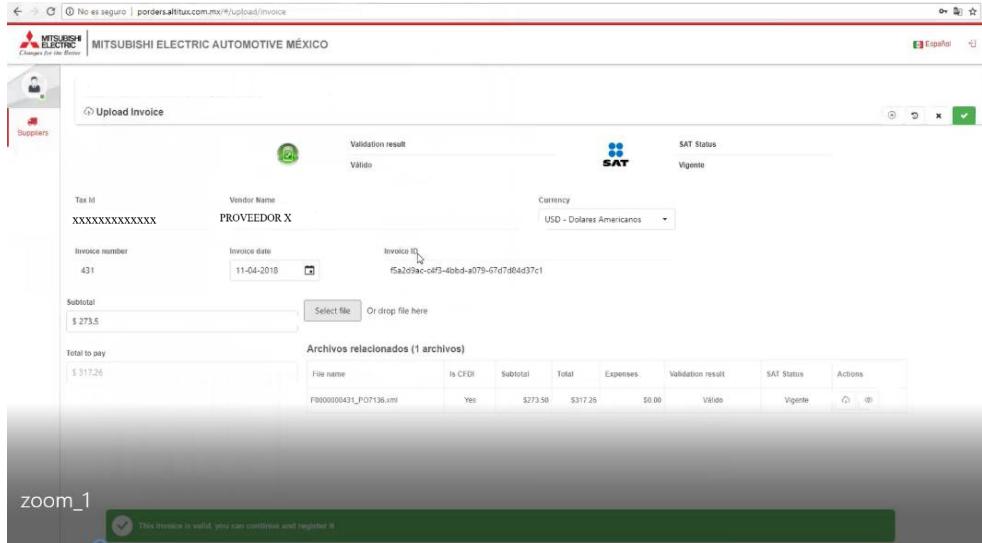 No es seguro | porders.altitux.com.mx/#/upload/invoice
MITSUBISHI ELECTRIC
Changes for the Better
MITSUBISHI ELECTRIC AUTOMOTIVE MÉXICO
Español
Upload Invoice
Suppliers
Validation result
SAT Status
Válido
SAT
Vigente
Tax Id
Vendor Name
Currency
XXXXXXXXXXXXX
PROVEEDOR X
USD - Dolares Americanos
Invoice number
Invoice date
Invoice ID
431
11-04-2018
f5a2d9ac-c4f3-4bbd-a079-67d7d84d37c1
Subtotal
Select file
Or drop file here
$ 273.5
Total to pay
Archivos relacionados (1 archivos)
$ 317.26
File name Is CFDI Subtotal Total Expenses Validation result SAT Status Actions
F0000000431_PO7136.xml Yes $273.50 $317.26 $0.00 Válido Vigente
zoom_1
This invoice is valid, you can continue and register it